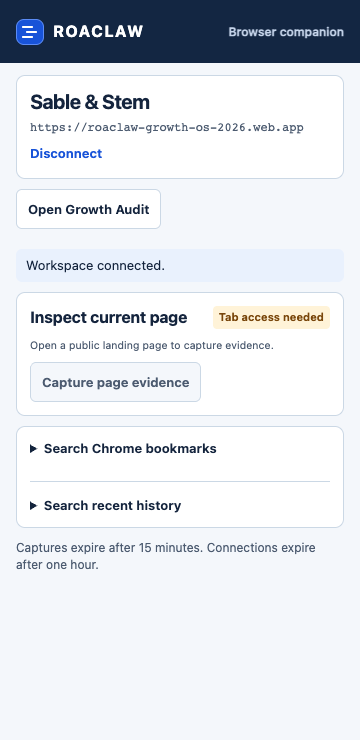 ROACLAW
Browser companion
Sable & Stem
https://roaclaw-growth-os-2026.web.app
Disconnect
Open Growth Audit
Workspace connected.
Inspect current page
Tab access needed
Open a public landing page to capture evidence.
Capture page evidence
Search Chrome bookmarks
Search recent history
Captures expire after 15 minutes. Connections expire
after one hour.